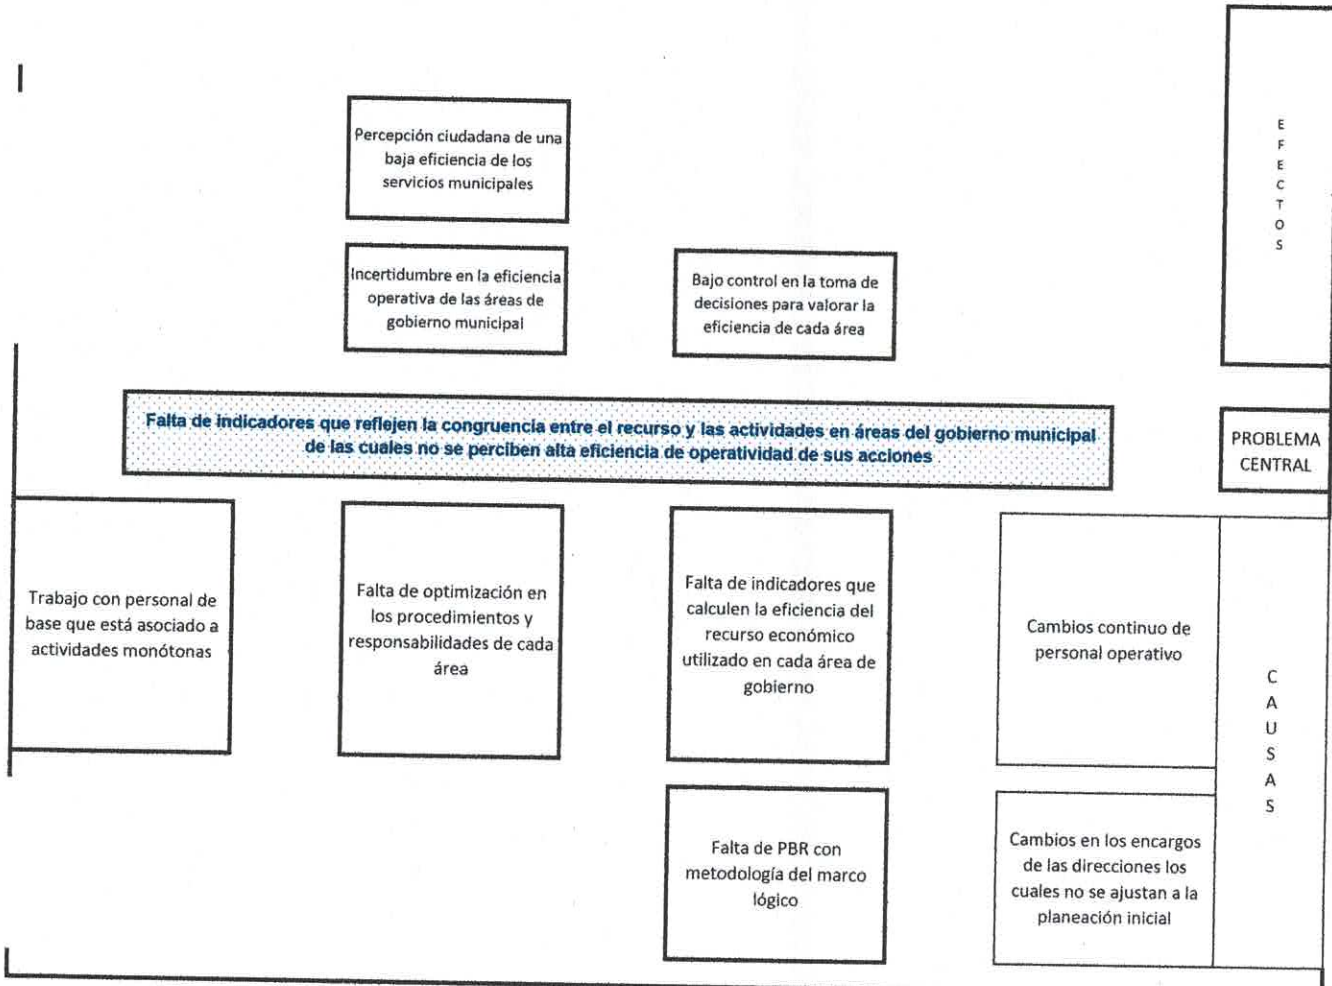 Percepción ciudadana de una
baja eficiencia de los
servicios municipales
E
F
E
C
T
O
S
Incertidumbre en la eficiencia
operativa de las áreas de
gobierno municipal
Bajo control en la toma de
decisiones para valorar la
eficiencia de cada área
Falta de indicadores que reflejen la congruencia entre el recurso y las actividades en áreas del gobierno municipal
de las cuales no se perciben alta eficiencia de operatividad de sus acciones
PROBLEMA
CENTRAL
Trabajo con personal de
base que está asociado a
actividades monótonas
Falta de optimización en
los procedimientos y
responsabilidades de cada
área
Falta de indicadores que
calculen la eficiencia del
recurso económico
utilizado en cada área de
gobierno
Cambios continuo de
personal operativo
C
A
U
S
A
S
Falta de PBR con
metodología del marco
lógico
Cambios en los encargos
de las direcciones los
cuales no se ajustan a la
planeación inicial